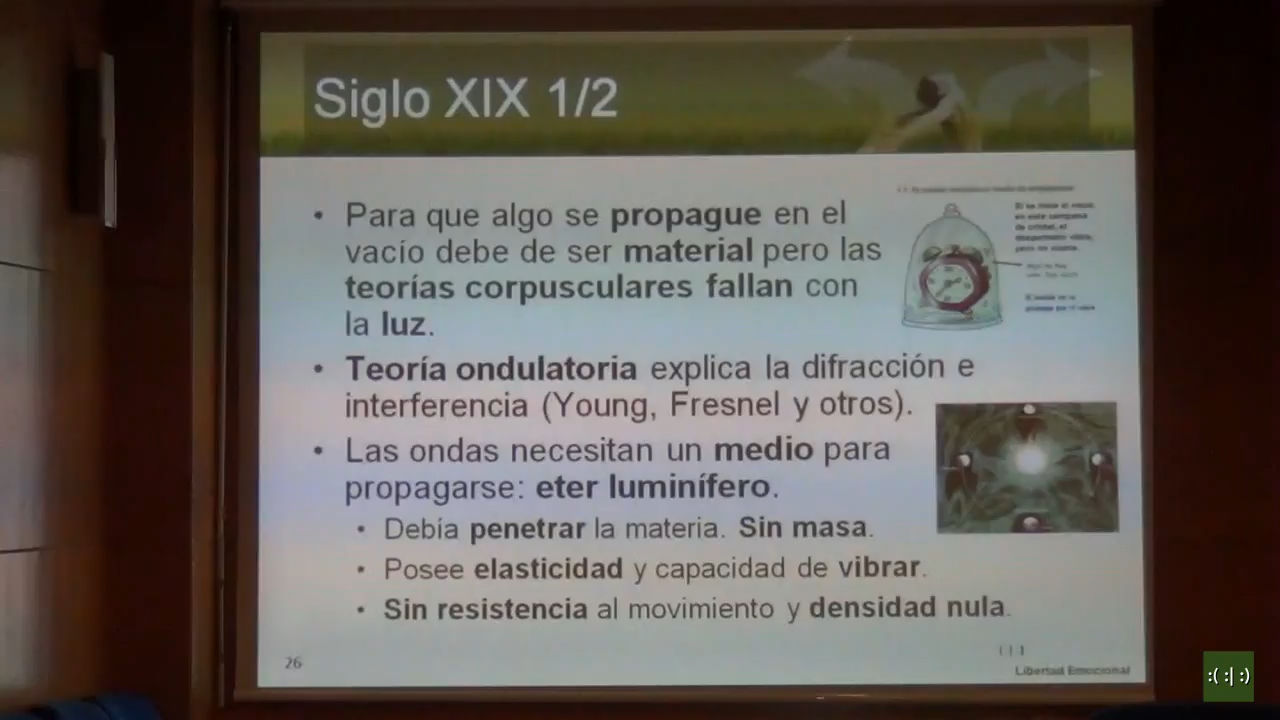 Siglo XIX 1/2
• Para que algo se propague en el
vacío debe de ser material pero las
teorías corpusculares fallan con
la luz.
• Teoría ondulatoria explica la difracción e
interferencia (Young, Fresnel y otros).
• Las ondas necesitan un medio para
propagarse: eter luminífero.
• Debía penetrar la materia. Sin masa.
• Posee elasticidad y capacidad de vibrar.
• Sin resistencia al movimiento y densidad nula.
26
Libertad Emocional
:( :| :)